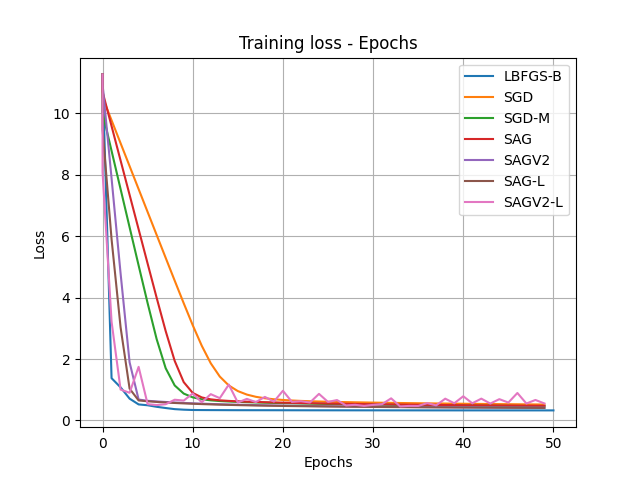 Training loss - Epochs
LBFGS-B
SGD
SGD-M
SAG
SAGV2
SAG-L
SAGV2-L
Loss
10
8
6
4
2
0
0 10 20 30 40 50
Epochs